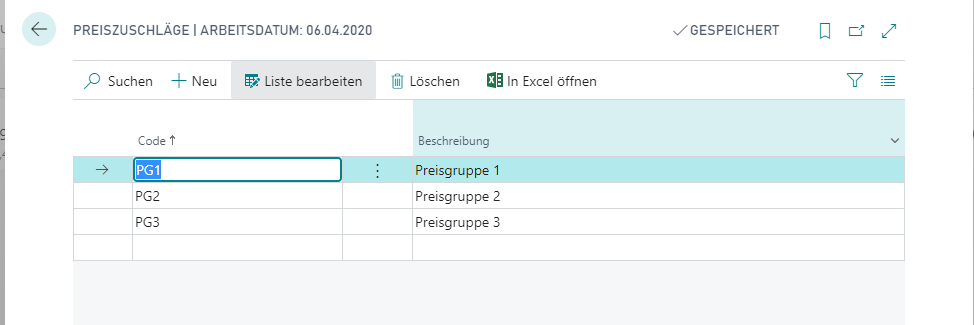 PREISZUSCHLÄGE | ARBEITSDATUM: 06.04.2020 GESPEICHERT
Suchen Neu Liste bearbeiten Löschen In Excel öffnen
Code ↑ Beschreibung
PG1 Preisgruppe 1
PG2 Preisgruppe 2
PG3 Preisgruppe 3